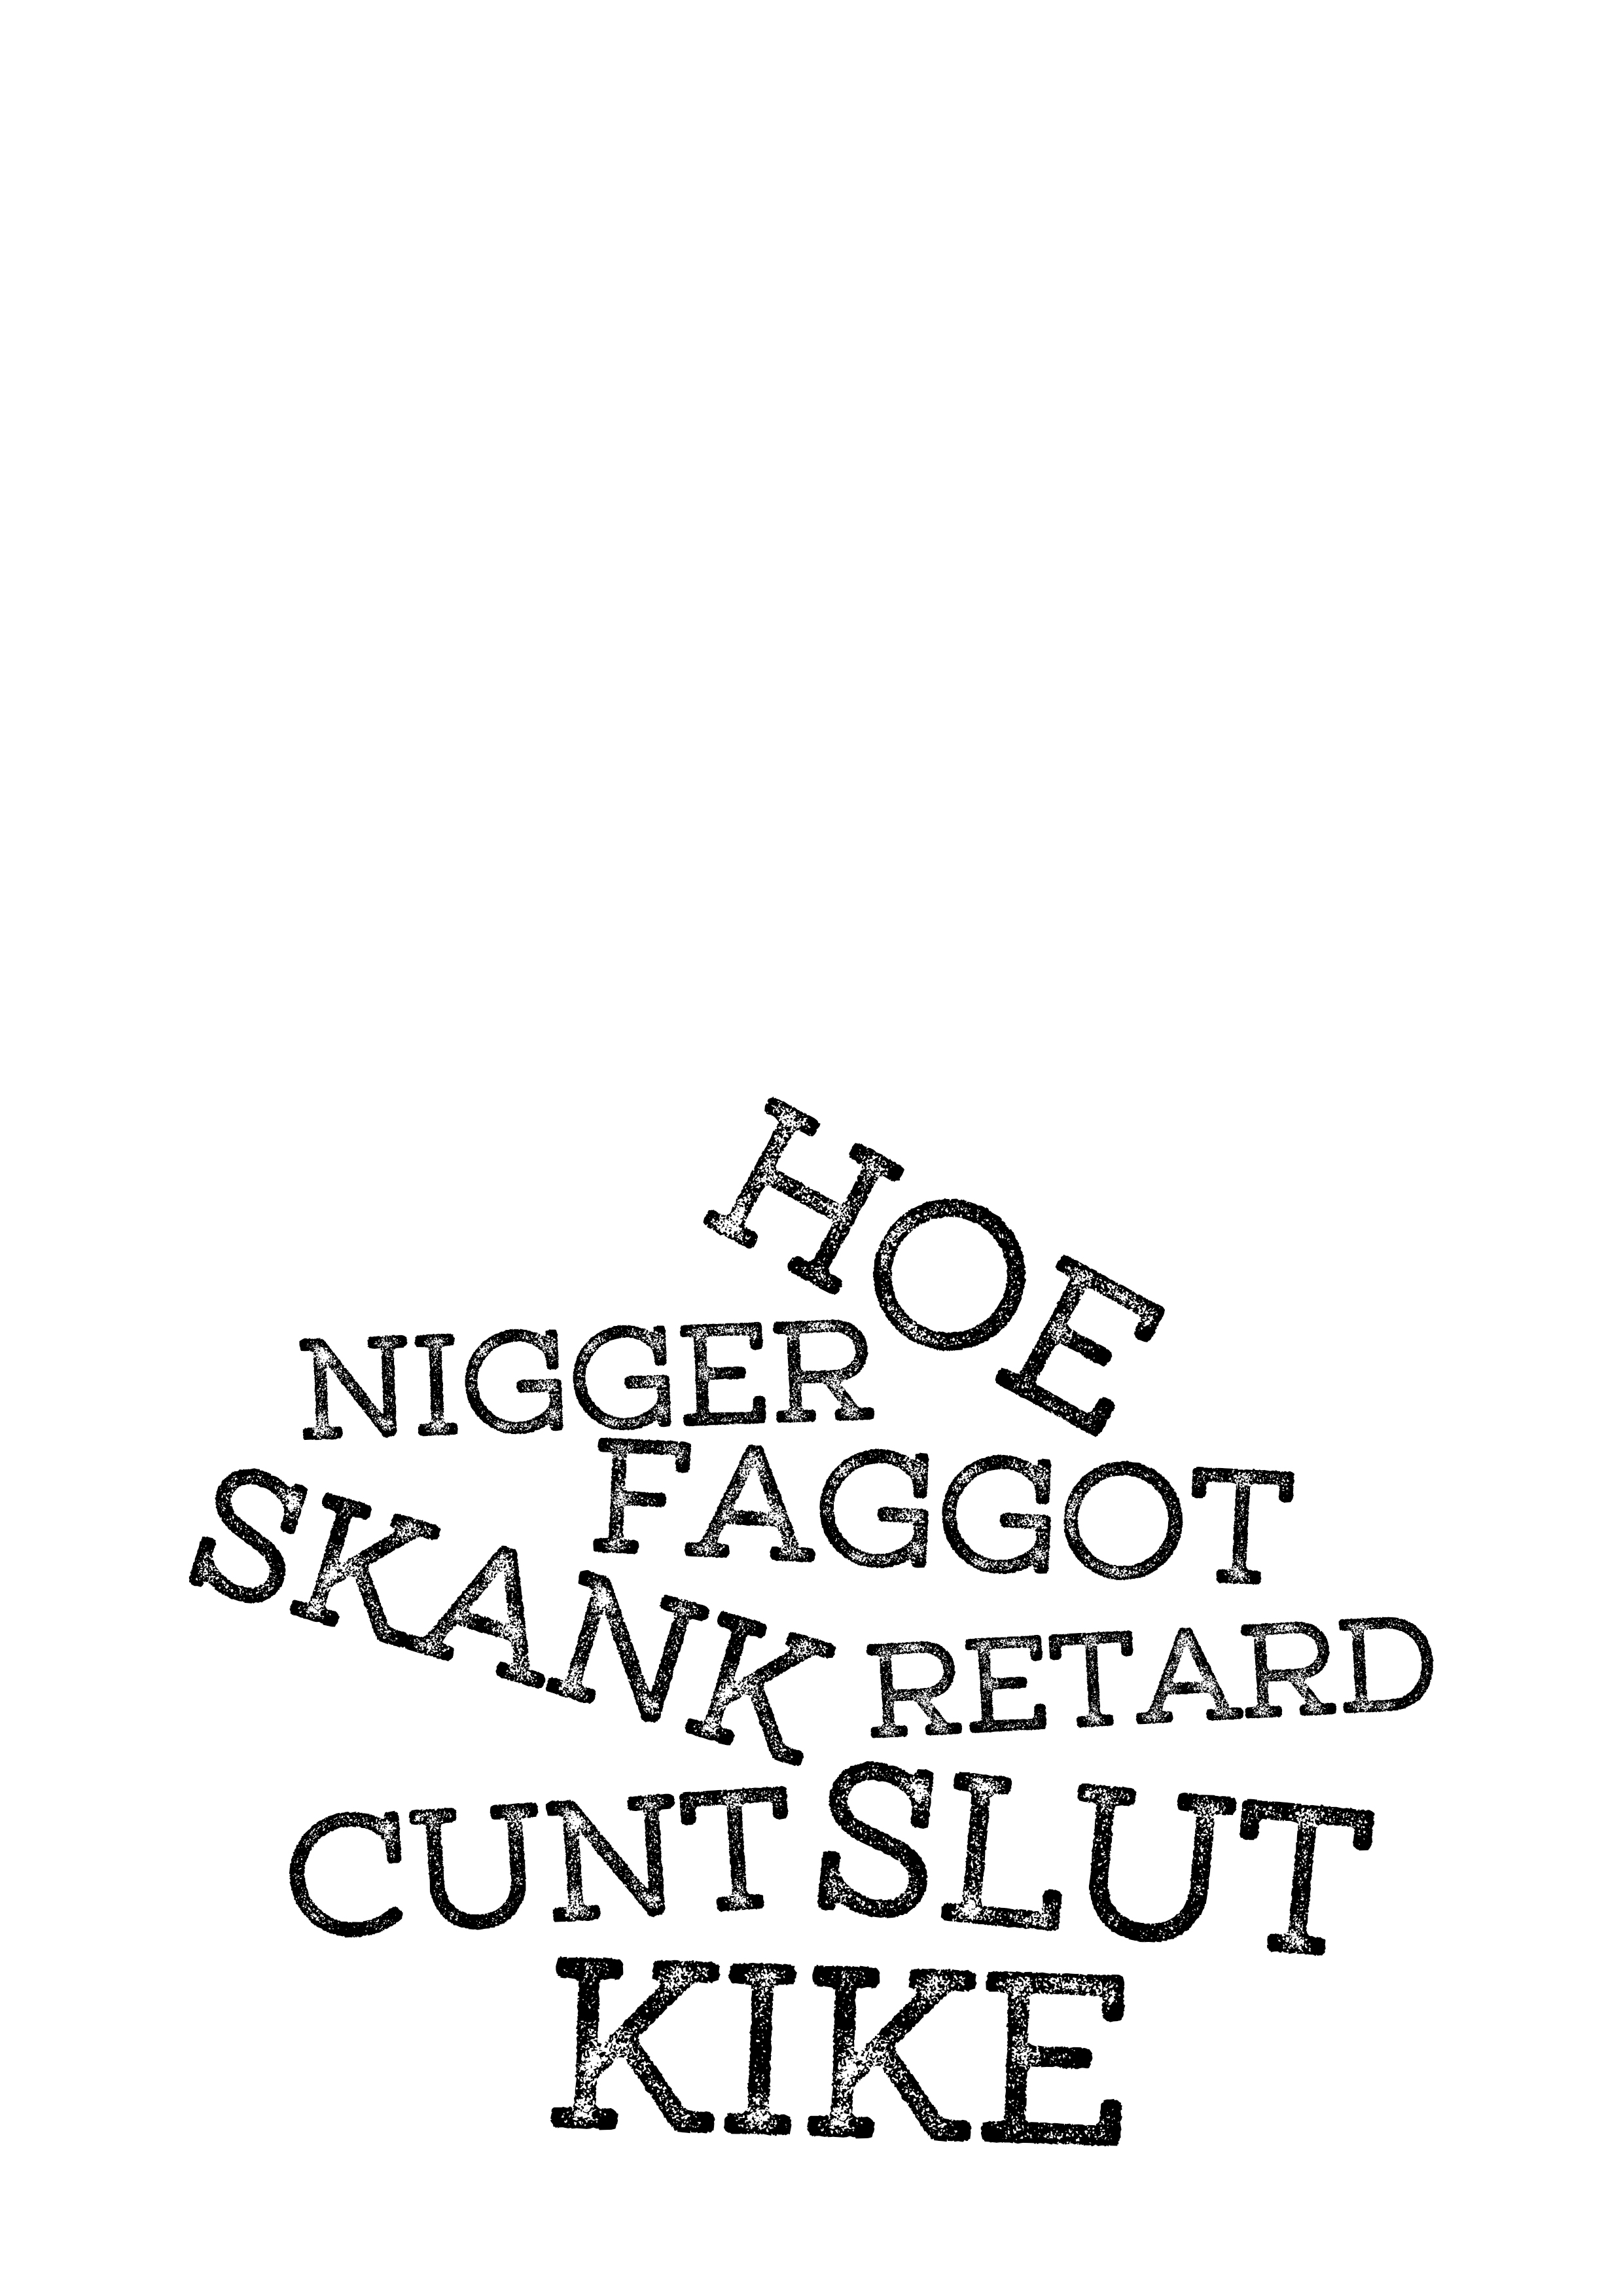 HOE
NIGGER
FAGGOT
SKANK
RETARD
CUNT
SLUT
KIKE